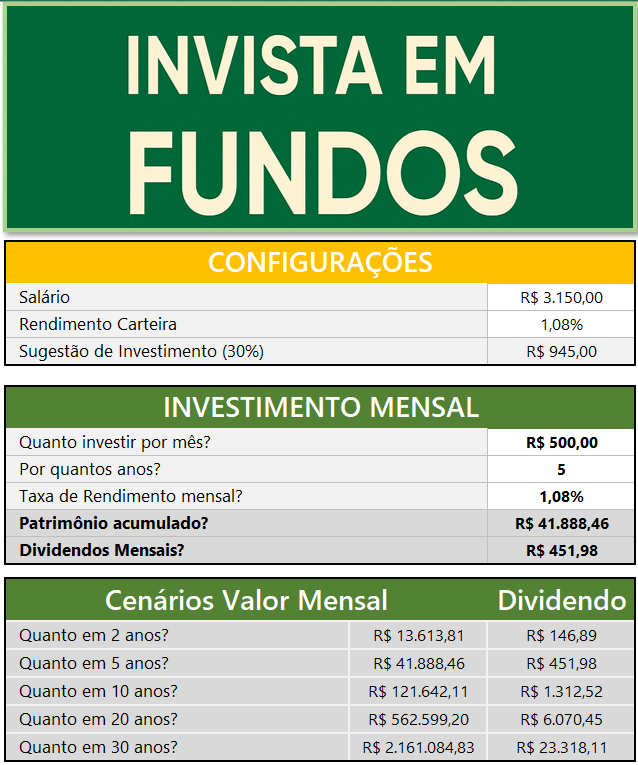 INVISTA EM
FUNDOS
CONFIGURAÇÕES
Salário R$ 3.150,00
Rendimento Carteira 1,08%
Sugestão de Investimento (30%) R$ 945,00
INVESTIMENTO MENSAL
Quanto investir por mês? R$ 500,00
Por quantos anos? 5
Taxa de Rendimento mensal? 1,08%
Patrimônio acumulado? R$ 41.888,46
Dividendos Mensais? R$ 451,98
Cenários Valor Mensal Dividendo
Quanto em 2 anos? R$ 13.613,81 R$ 146,89
Quanto em 5 anos? R$ 41.888,46 R$ 451,98
Quanto em 10 anos? R$ 121.642,11 R$ 1.312,52
Quanto em 20 anos? R$ 562.599,20 R$ 6.070,45
Quanto em 30 anos? R$ 2.161.084,83 R$ 23.318,11